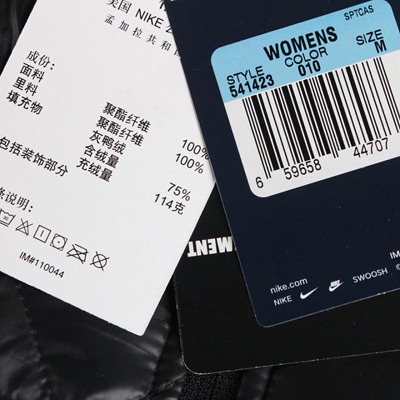 美国 NIKE
孟加拉共和
成份:
面料 聚酯纤维 100%
里料 聚酯纤维 100%
填充物 灰鸭绒
含绒量 75%
充绒量 114克
包括装饰部分
条说明:
IM#110044
SPTCAS
WOMENS
STYLE COLOR SIZE
541423 010 M
6 59658 44707
nike.com
NIKE SWOOSH
IM
MENT